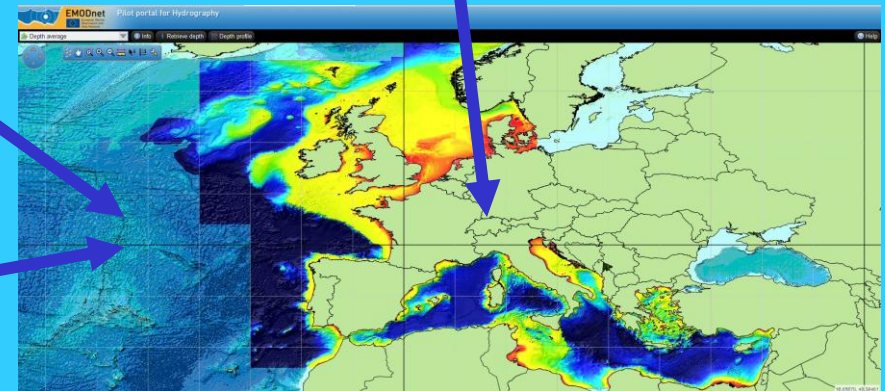 EMODnet
Pilot portal for Hydrography
Depth average
Info
Retrieve depth
Depth profile
Help